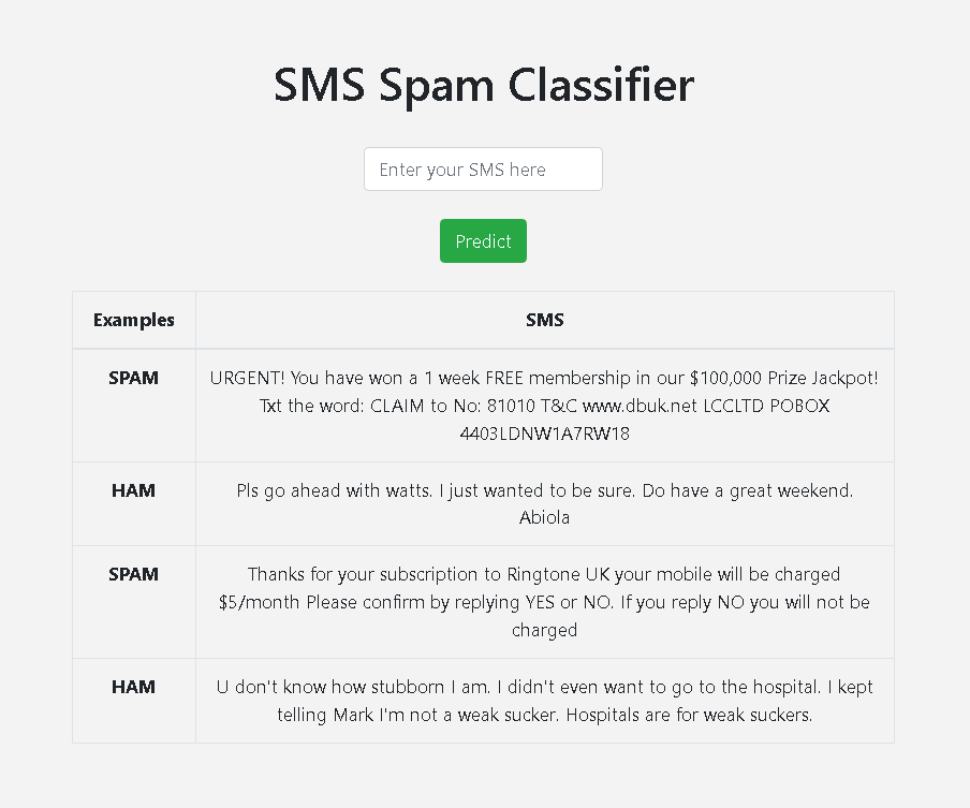 SMS Spam Classifier
Enter your SMS here
Predict
Examples SMS
SPAM URGENT! You have won a 1 week FREE membership in our $100,000 Prize Jackpot!
Txt the word: CLAIM to No: 81010 T&C www.dbuk.net LCCLTD POBOX
4403LDNW1A7RW18
HAM Pls go ahead with watts. I just wanted to be sure. Do have a great weekend.
Abiola
SPAM Thanks for your subscription to Ringtone UK your mobile will be charged
$5/month Please confirm by replying YES or NO. If you reply NO you will not be
charged
HAM U don't know how stubborn I am. I didn't even want to go to the hospital. I kept
telling Mark I'm not a weak sucker. Hospitals are for weak suckers.